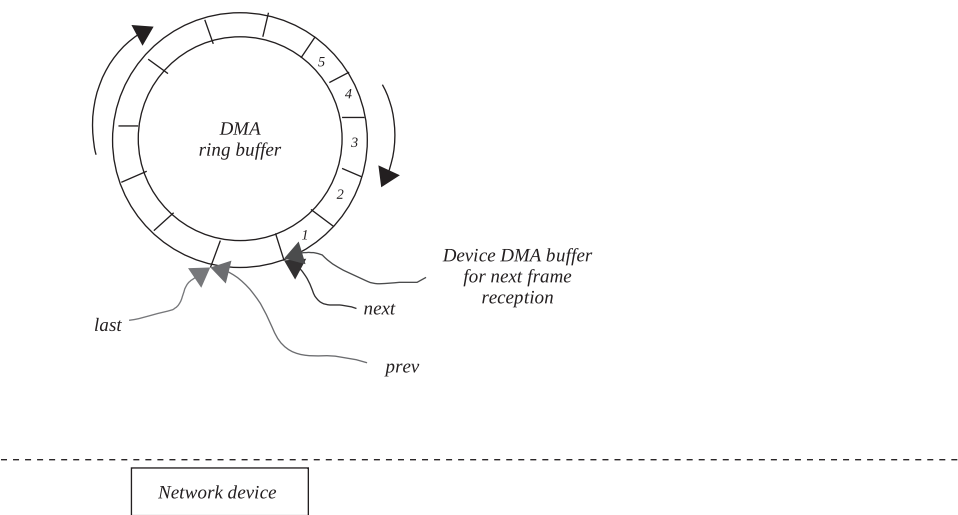 5
4
DMA
ring buffer
3
2
1
Device DMA buffer
for next frame
reception
next
last
prev
Network device